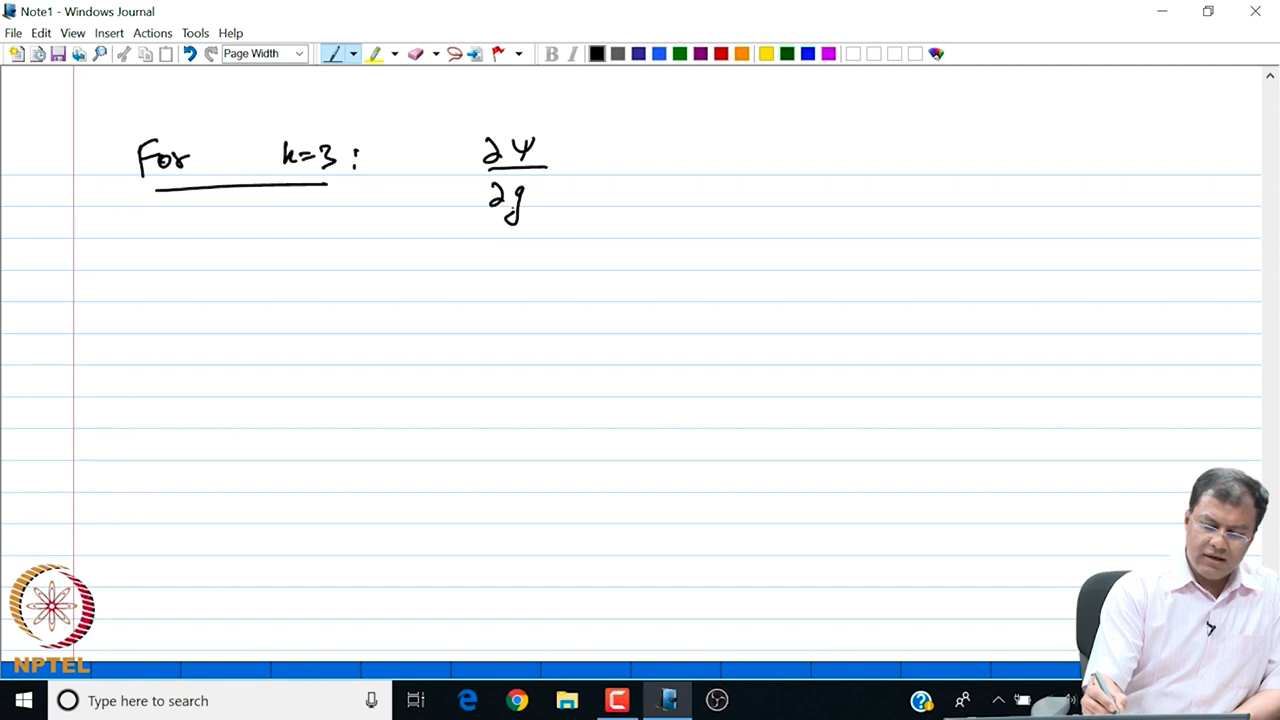 Note1 - Windows Journal
File Edit View Insert Actions Tools Help
Page Width
B I
For k=3 : ∂Ψ
∂g
NPTEL
Type here to search